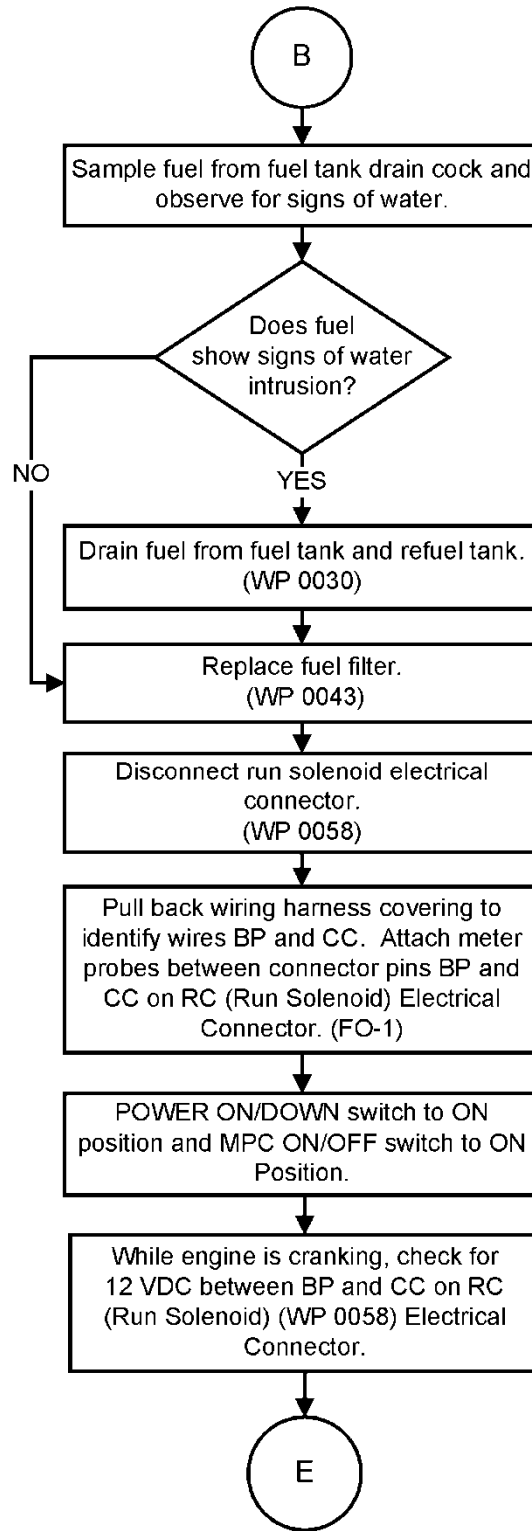 B
Sample fuel from fuel tank drain cock and
observe for signs of water.
Does fuel
show signs of water
intrusion?
NO
YES
Drain fuel from fuel tank and refuel tank.
(WP 0030)
Replace fuel filter.
(WP 0043)
Disconnect run solenoid electrical
connector.
(WP 0058)
Pull back wiring harness covering to
identify wires BP and CC.  Attach meter
probes between connector pins BP and
CC on RC (Run Solenoid) Electrical
Connector. (FO-1)
POWER ON/DOWN switch to ON
position and MPC ON/OFF switch to ON
Position.
While engine is cranking, check for
12 VDC between BP and CC on RC
(Run Solenoid) (WP 0058) Electrical
Connector.
E